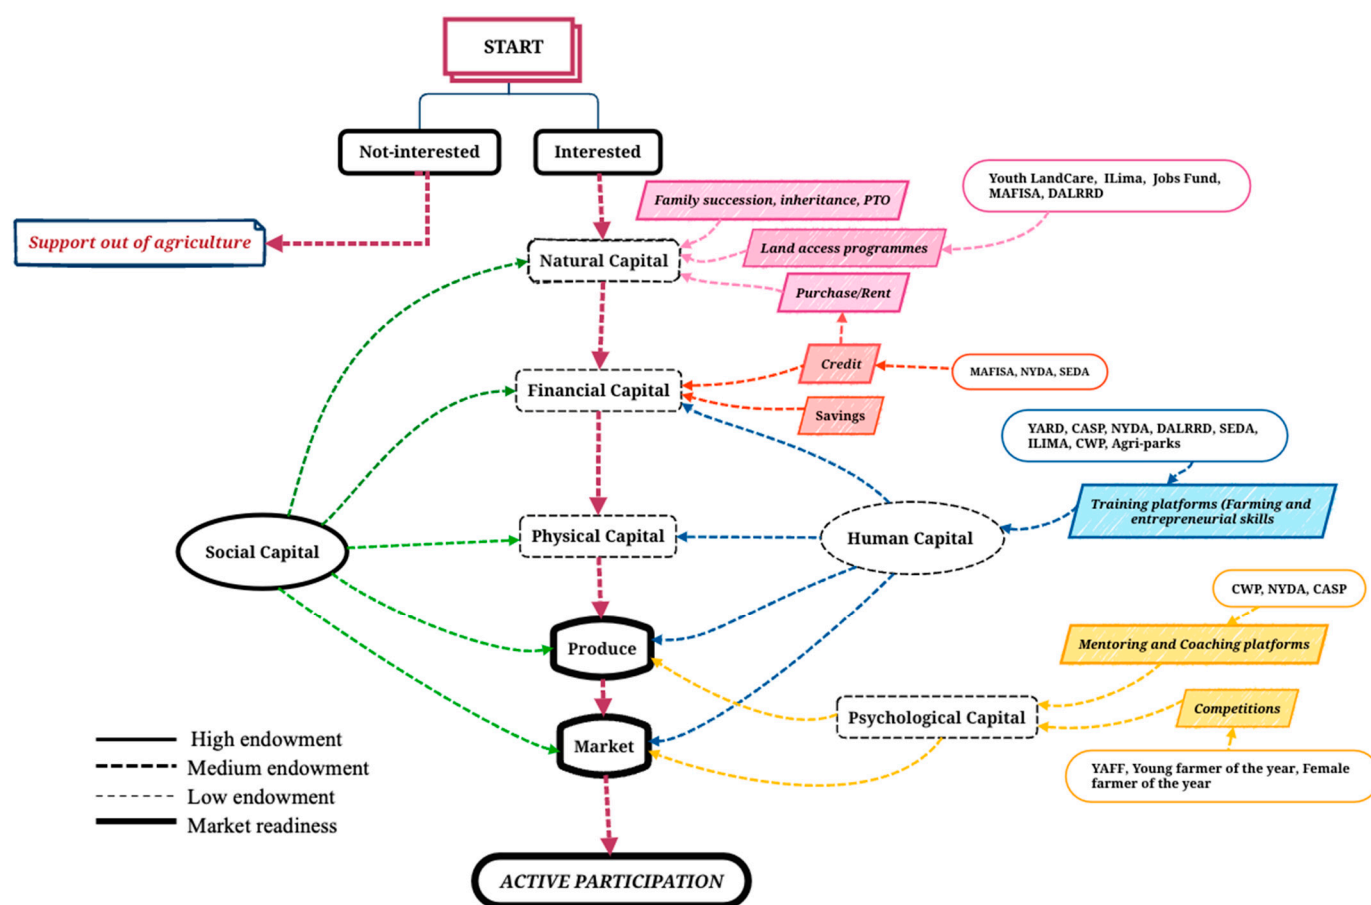 START
Not-interested
Interested
Support out of agriculture
Family succession, inheritance, PTO
Youth LandCare, ILima, Jobs Fund,
MAFISA, DALRRD
Land access programmes
Natural Capital
Purchase/Rent
Credit
MAFISA, NYDA, SEDA
Financial Capital
Savings
YARD, CASP, NYDA, DALRRD, SEDA,
ILIMA, CWP, Agri-parks
Training platforms (Farming and
entrepreneurial skills
Social Capital
Physical Capital
Human Capital
CWP, NYDA, CASP
Produce
Mentoring and Coaching platforms
Psychological Capital
Competitions
Market
YAFF, Young farmer of the year, Female
farmer of the year
High endowment
Medium endowment
Low endowment
Market readiness
ACTIVE PARTICIPATION